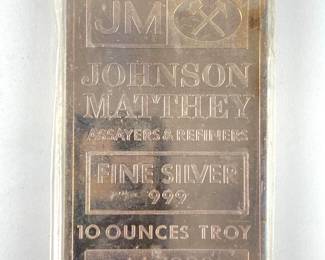 JM
JOHNSON
MATTHEY
ASSAYERS & REFINERS
FINE SILVER
999
10 OUNCES TROY